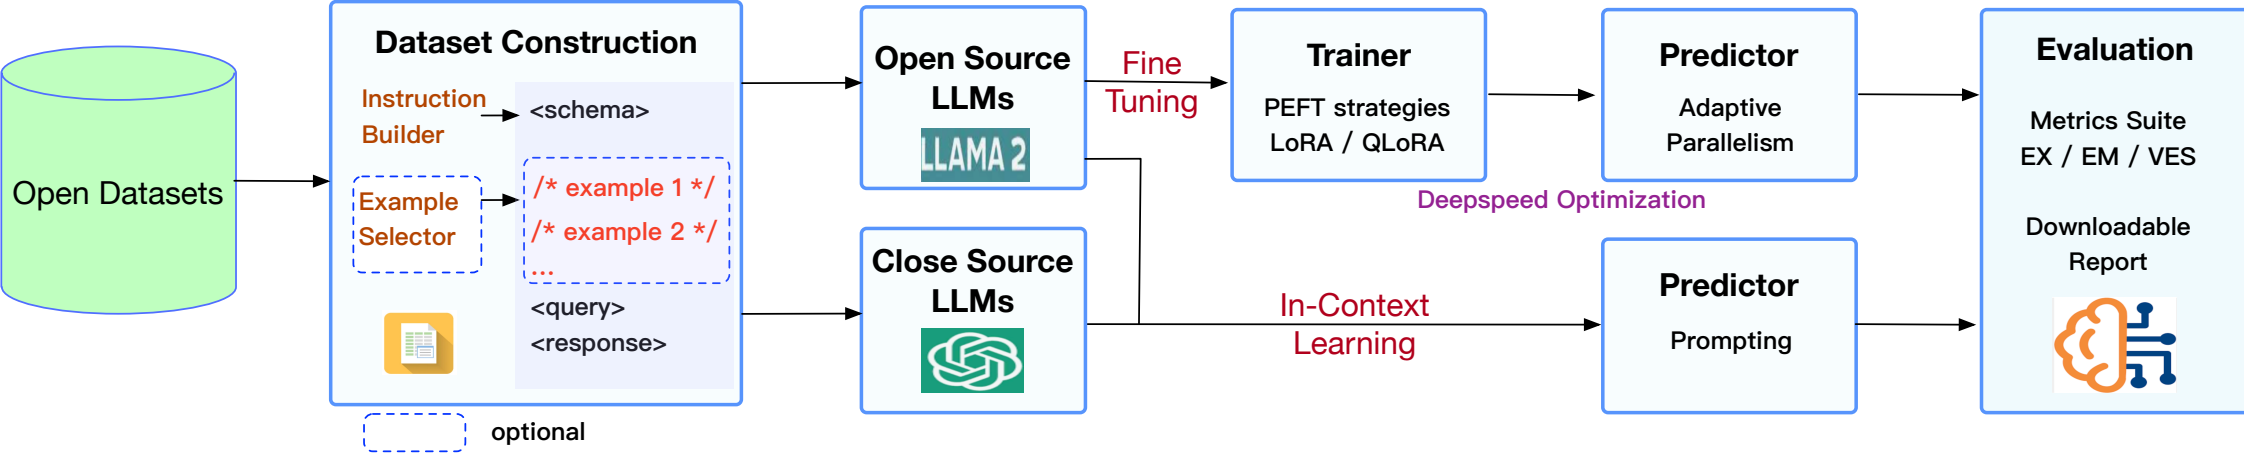 Open Datasets
Dataset Construction
Instruction
Builder
<schema>
Example
Selector
/* example 1 */
/* example 2 */
...
<query>
<response>
optional
Open Source
LLMs
LLAMA 2
Close Source
LLMs
Fine
Tuning
In-Context
Learning
Trainer
PEFT strategies
LoRA / QLoRA
Predictor
Adaptive
Parallelism
Deepspeed Optimization
Predictor
Prompting
Evaluation
Metrics Suite
EX / EM / VES
Downloadable
Report